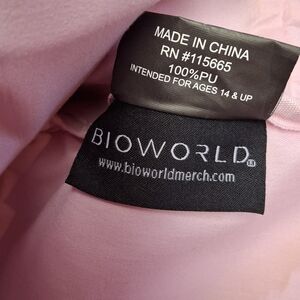 MADE IN CHINA
RN #115665
100%PU
INTENDED FOR AGES 14 & UP
BIOWORLD
www.bioworldmerch.com